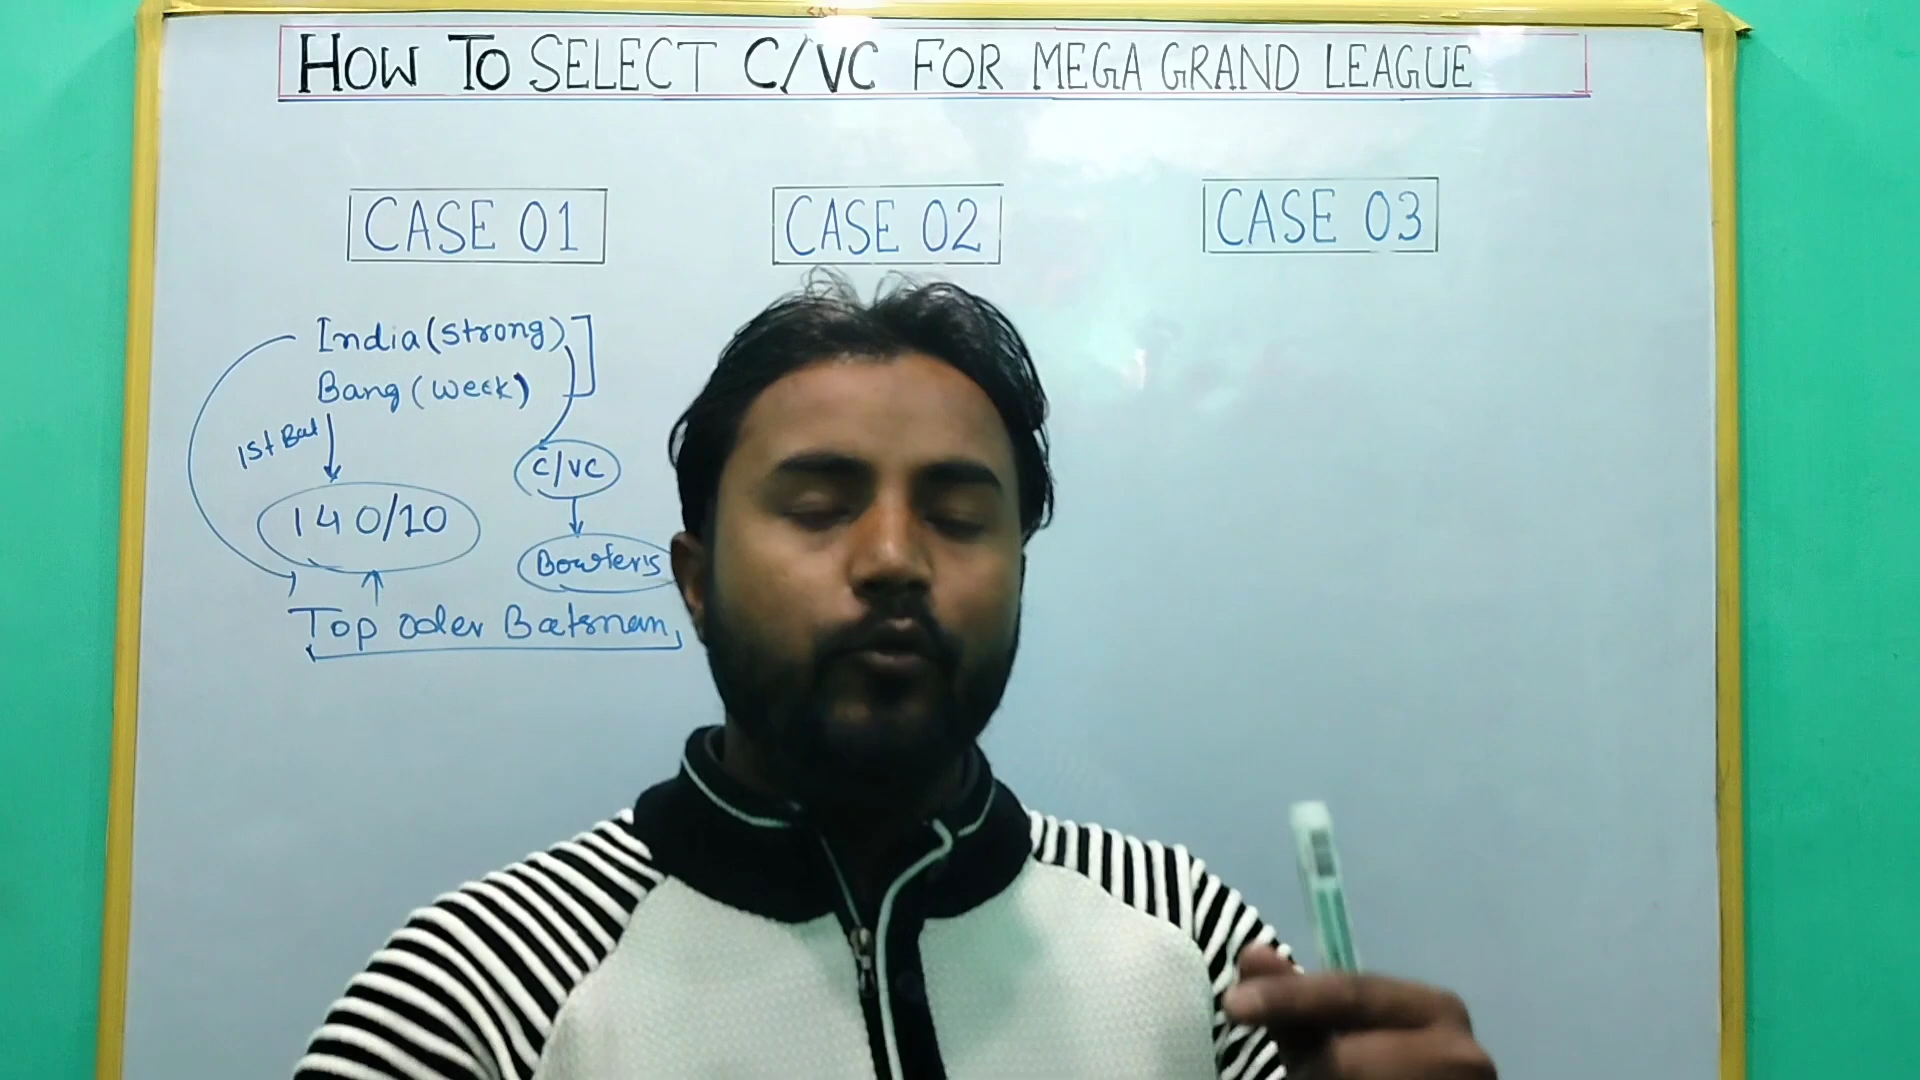 HOW TO SELECT C/VC FOR MEGA GRAND LEAGUE
CASE 01
CASE 02
CASE 03
India (strong)
Bang (week)
1st Bat
C/VC
140/10
Bowlers
Top oder Batsman